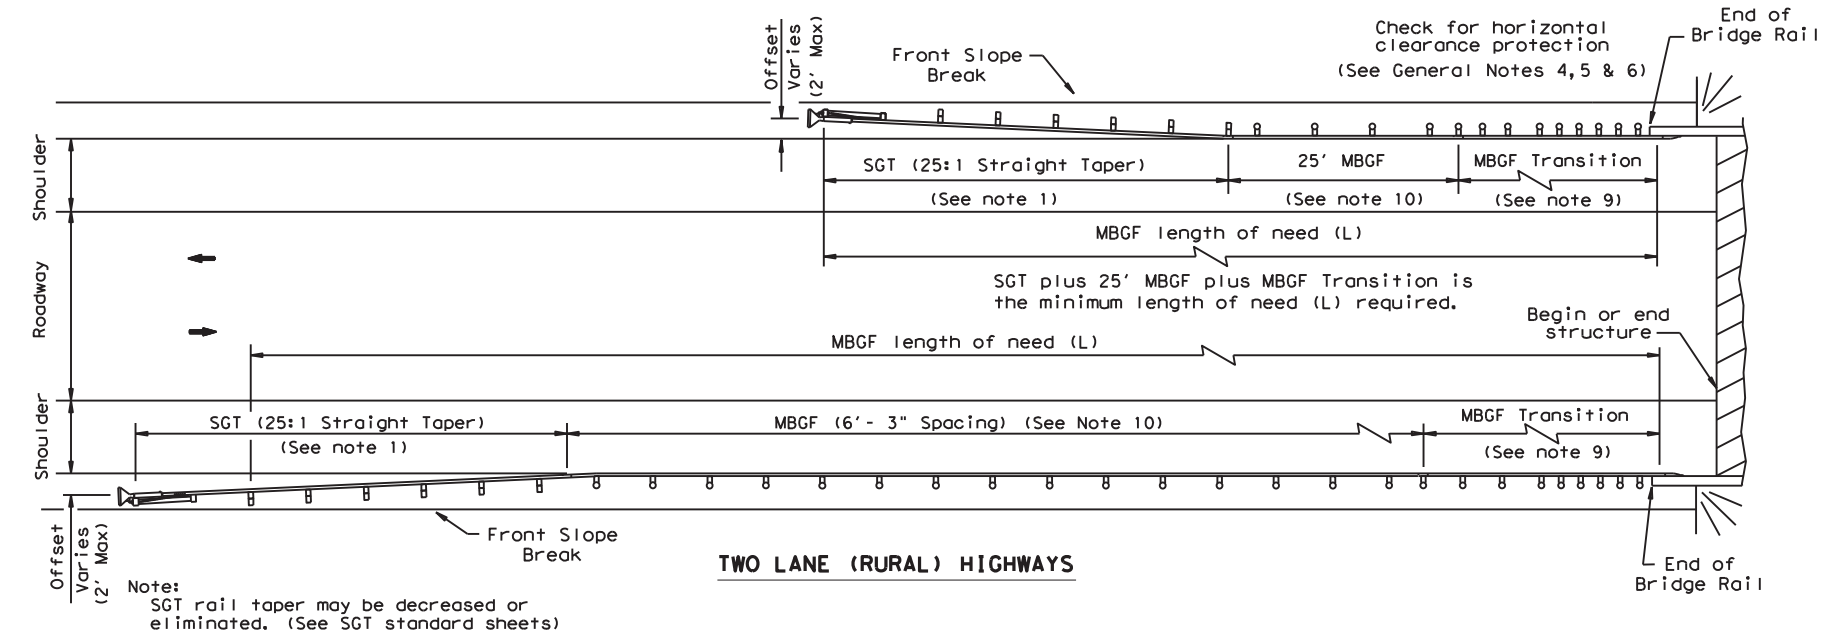 Offset
Varies
(2' Max)
Front Slope
Break
Check for horizontal
clearance protection
(See General Notes 4,5 & 6)
End of
Bridge Rail
Shoulder
SGT (25:1 Straight Taper)
(See note 1)
25' MBGF
(See note 10)
MBGF Transition
(See note 9)
MBGF length of need (L)
SGT plus 25' MBGF plus MBGF Transition is
the minimum length of need (L) required.
Roadway
Begin or end
structure
MBGF length of need (L)
Shoulder
SGT (25:1 Straight Taper)
(See note 1)
MBGF (6'- 3" Spacing) (See Note 10)
MBGF Transition
(See note 9)
Offset
Varies
(2' Max)
Front Slope
Break
End of
Bridge Rail
TWO LANE (RURAL) HIGHWAYS
Note:
SGT rail taper may be decreased or
eliminated. (See SGT standard sheets)